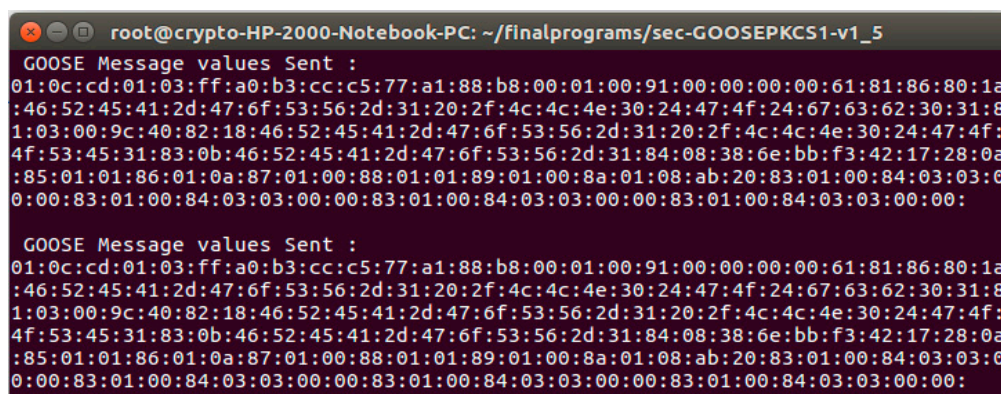 root@crypto-HP-2000-Notebook-PC: ~/finalprograms/sec-GOOSEPKCS1-v1_5
GOOSE Message values Sent :
01:0c:cd:01:03:ff:a0:b3:cc:c5:77:a1:88:b8:00:01:00:91:00:00:00:00:61:81:86:80:1a
:46:52:45:41:2d:47:6f:53:56:2d:31:20:2f:4c:4c:4e:30:24:47:4f:24:67:63:62:30:31:8
1:03:00:9c:40:82:18:46:52:45:41:2d:47:6f:53:56:2d:31:20:2f:4c:4c:4e:30:24:47:4f:
4f:53:45:31:83:0b:46:52:45:41:2d:47:6f:53:56:2d:31:84:08:38:6e:bb:f3:42:17:28:0a
:85:01:01:86:01:0a:87:01:00:88:01:01:89:01:00:8a:01:08:ab:20:83:01:00:84:03:03:0
0:00:83:01:00:84:03:03:00:00:83:01:00:84:03:03:00:00:83:01:00:84:03:03:00:00:
GOOSE Message values Sent :
01:0c:cd:01:03:ff:a0:b3:cc:c5:77:a1:88:b8:00:01:00:91:00:00:00:00:61:81:86:80:1a
:46:52:45:41:2d:47:6f:53:56:2d:31:20:2f:4c:4c:4e:30:24:47:4f:24:67:63:62:30:31:8
1:03:00:9c:40:82:18:46:52:45:41:2d:47:6f:53:56:2d:31:20:2f:4c:4c:4e:30:24:47:4f:
4f:53:45:31:83:0b:46:52:45:41:2d:47:6f:53:56:2d:31:84:08:38:6e:bb:f3:42:17:28:0a
:85:01:01:86:01:0a:87:01:00:88:01:01:89:01:00:8a:01:08:ab:20:83:01:00:84:03:03:0
0:00:83:01:00:84:03:03:00:00:83:01:00:84:03:03:00:00:83:01:00:84:03:03:00:00: